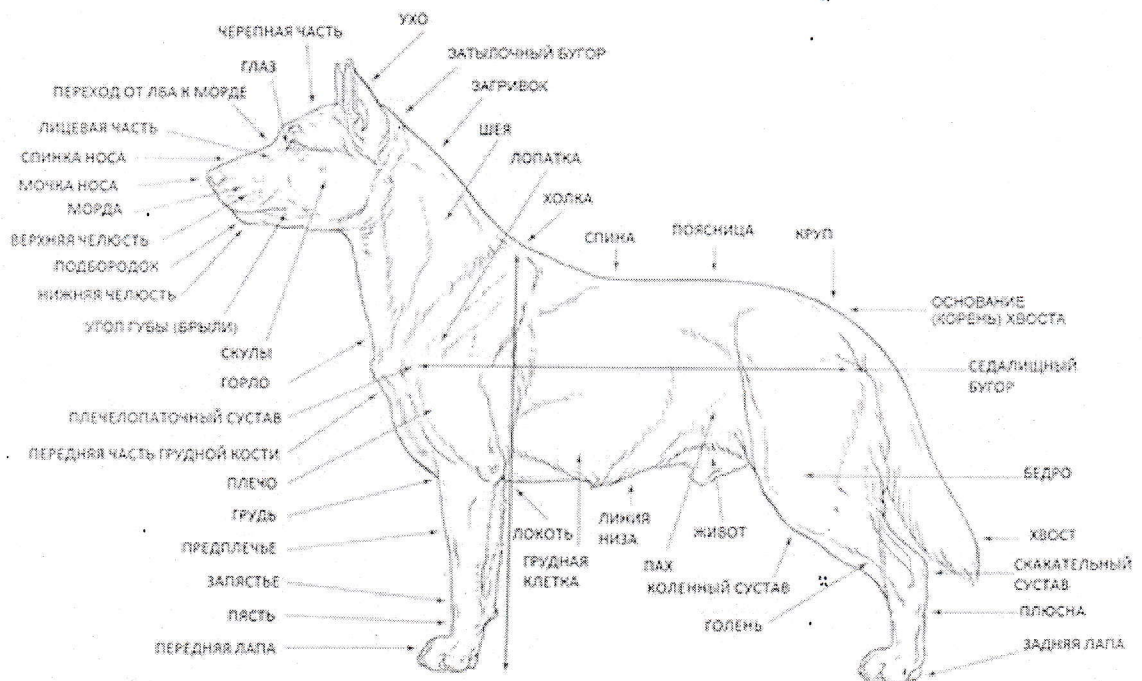 УХО
ЧЕРЕПНАЯ ЧАСТЬ
ЗАТЫЛОЧНЫЙ БУГОР
ГЛАЗ
ЗАГРИВОК
ПЕРЕХОД ОТ ЛБА К МОРДЕ
ЛИЦЕВАЯ ЧАСТЬ
ШЕЯ
СПИНКА НОСА
ЛОПАТКА
МОЧКА НОСА
ХОЛКА
МОРДА
ВЕРХНЯЯ ЧЕЛЮСТЬ
СПИНА
ПОЯСНИЦА
КРУП
ПОДБОРОДОК
НИЖНЯЯ ЧЕЛЮСТЬ
ОСНОВАНИЕ
(КОРЕНЬ) ХВОСТА
УГОЛ ГУБЫ (БРЫЛИ)
СКУЛЫ
ГОРЛО
СЕДАЛИЩНЫЙ
БУГОР
ПЛЕЧЕЛОПАТОЧНЫЙ СУСТАВ
ПЕРЕДНЯЯ ЧАСТЬ ГРУДНОЙ КОСТИ
ПЛЕЧО
БЕДРО
ГРУДЬ
ЛОКОТЬ
ЛИНИЯ
НИЗА
ЖИВОТ
ХВОСТ
ПРЕДПЛЕЧЬЕ
ГРУДНАЯ
КЛЕТКА
ПАХ
КОЛЕННЫЙ СУСТАВ
СКАКАТЕЛЬНЫЙ
СУСТАВ
ЗАПЯСТЬЕ
ПЯСТЬ
ГОЛЕНЬ
ПЛЮСНА
ПЕРЕДНЯЯ ЛАПА
ЗАДНЯЯ ЛАПА